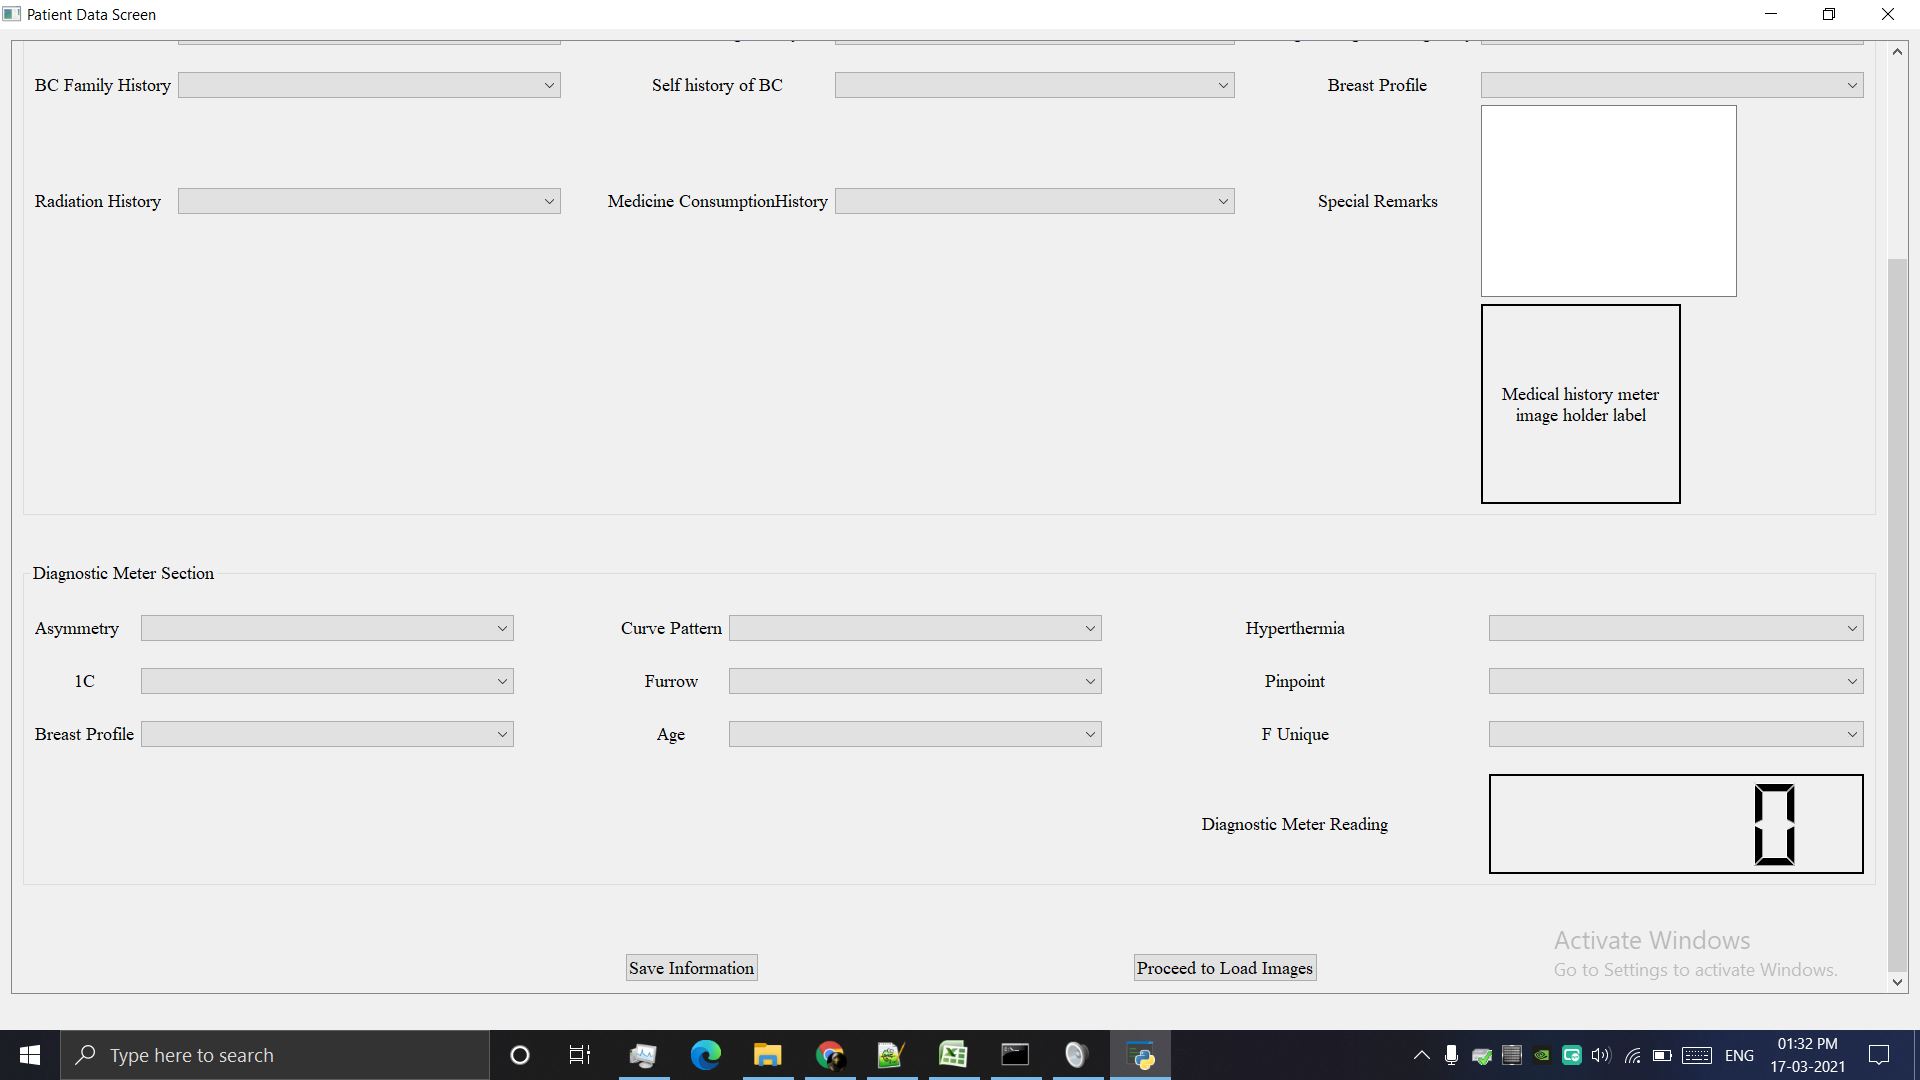 Patient Data Screen
BC Family History
Self history of BC
Breast Profile
Radiation History
Medicine ConsumptionHistory
Special Remarks
Medical history meter
image holder label
Diagnostic Meter Section
Asymmetry
Curve Pattern
Hyperthermia
1C
Furrow
Pinpoint
Breast Profile
Age
F Unique
Diagnostic Meter Reading
0
Save Information
Proceed to Load Images
Activate Windows
Go to Settings to activate Windows.
Type here to search
ENG
01:32 PM
17-03-2021